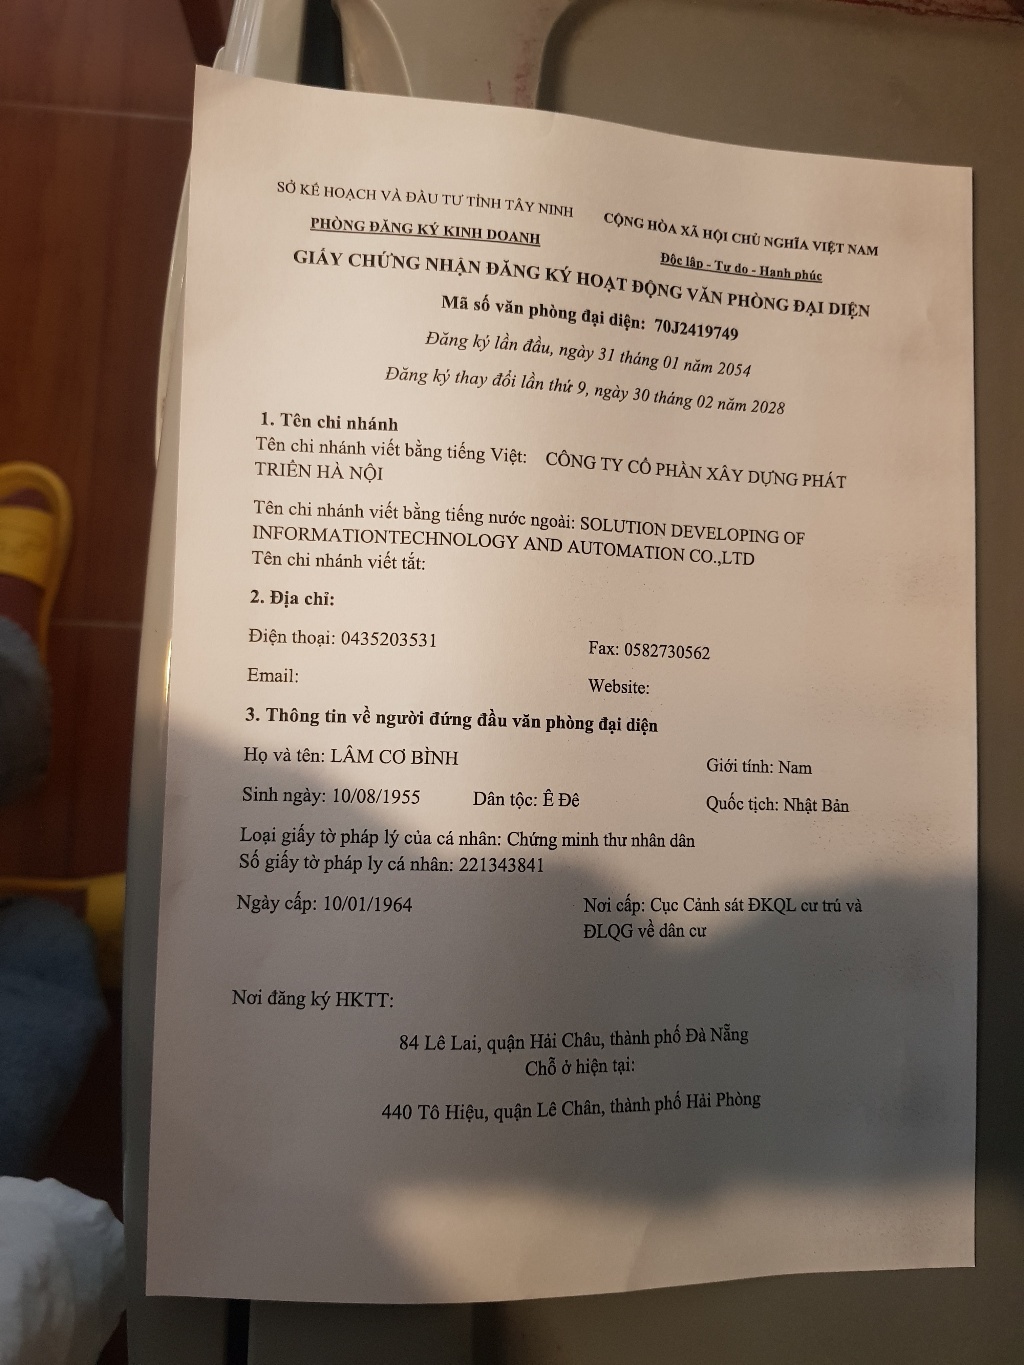 SỞ KẾ HOẠCH VÀ ĐẦU TƯ TỈNH TÂY NINH
PHÒNG ĐĂNG KÝ KINH DOANH
CỘNG HÒA XÃ HỘI CHỦ NGHĨA VIỆT NAM
Độc lập - Tự do - Hạnh phúc
GIẤY CHỨNG NHẬN ĐĂNG KÝ HOẠT ĐỘNG VĂN PHÒNG ĐẠI DIỆN
Mã số văn phòng đại diện: 70J2419749
Đăng ký lần đầu, ngày 31 tháng 01 năm 2054
Đăng ký thay đổi lần thứ 9, ngày 30 tháng 02 năm 2028
1. Tên chi nhánh
Tên chi nhánh viết bằng tiếng Việt: CÔNG TY CỔ PHẦN XÂY DỰNG PHÁT
TRIỂN HÀ NỘI
Tên chi nhánh viết bằng tiếng nước ngoài: SOLUTION DEVELOPING OF
INFORMATIONTECHNOLOGY AND AUTOMATION CO.,LTD
Tên chi nhánh viết tắt:
2. Địa chỉ:
Điện thoại: 0435203531 Fax: 0582730562
Email: Website:
3. Thông tin về người đứng đầu văn phòng đại diện
Họ và tên: LÂM CƠ BÌNH Giới tính: Nam
Sinh ngày: 10/08/1955 Dân tộc: Ê Đê Quốc tịch: Nhật Bản
Loại giấy tờ pháp lý của cá nhân: Chứng minh thư nhân dân
Số giấy tờ pháp ly cá nhân: 221343841
Ngày cấp: 10/01/1964 Nơi cấp: Cục Cảnh sát ĐKQL cư trú và
ĐLQG về dân cư
Nơi đăng ký HKTT:
84 Lê Lai, quận Hải Châu, thành phố Đà Nẵng
Chỗ ở hiện tại:
440 Tô Hiệu, quận Lê Chân, thành phố Hải Phòng